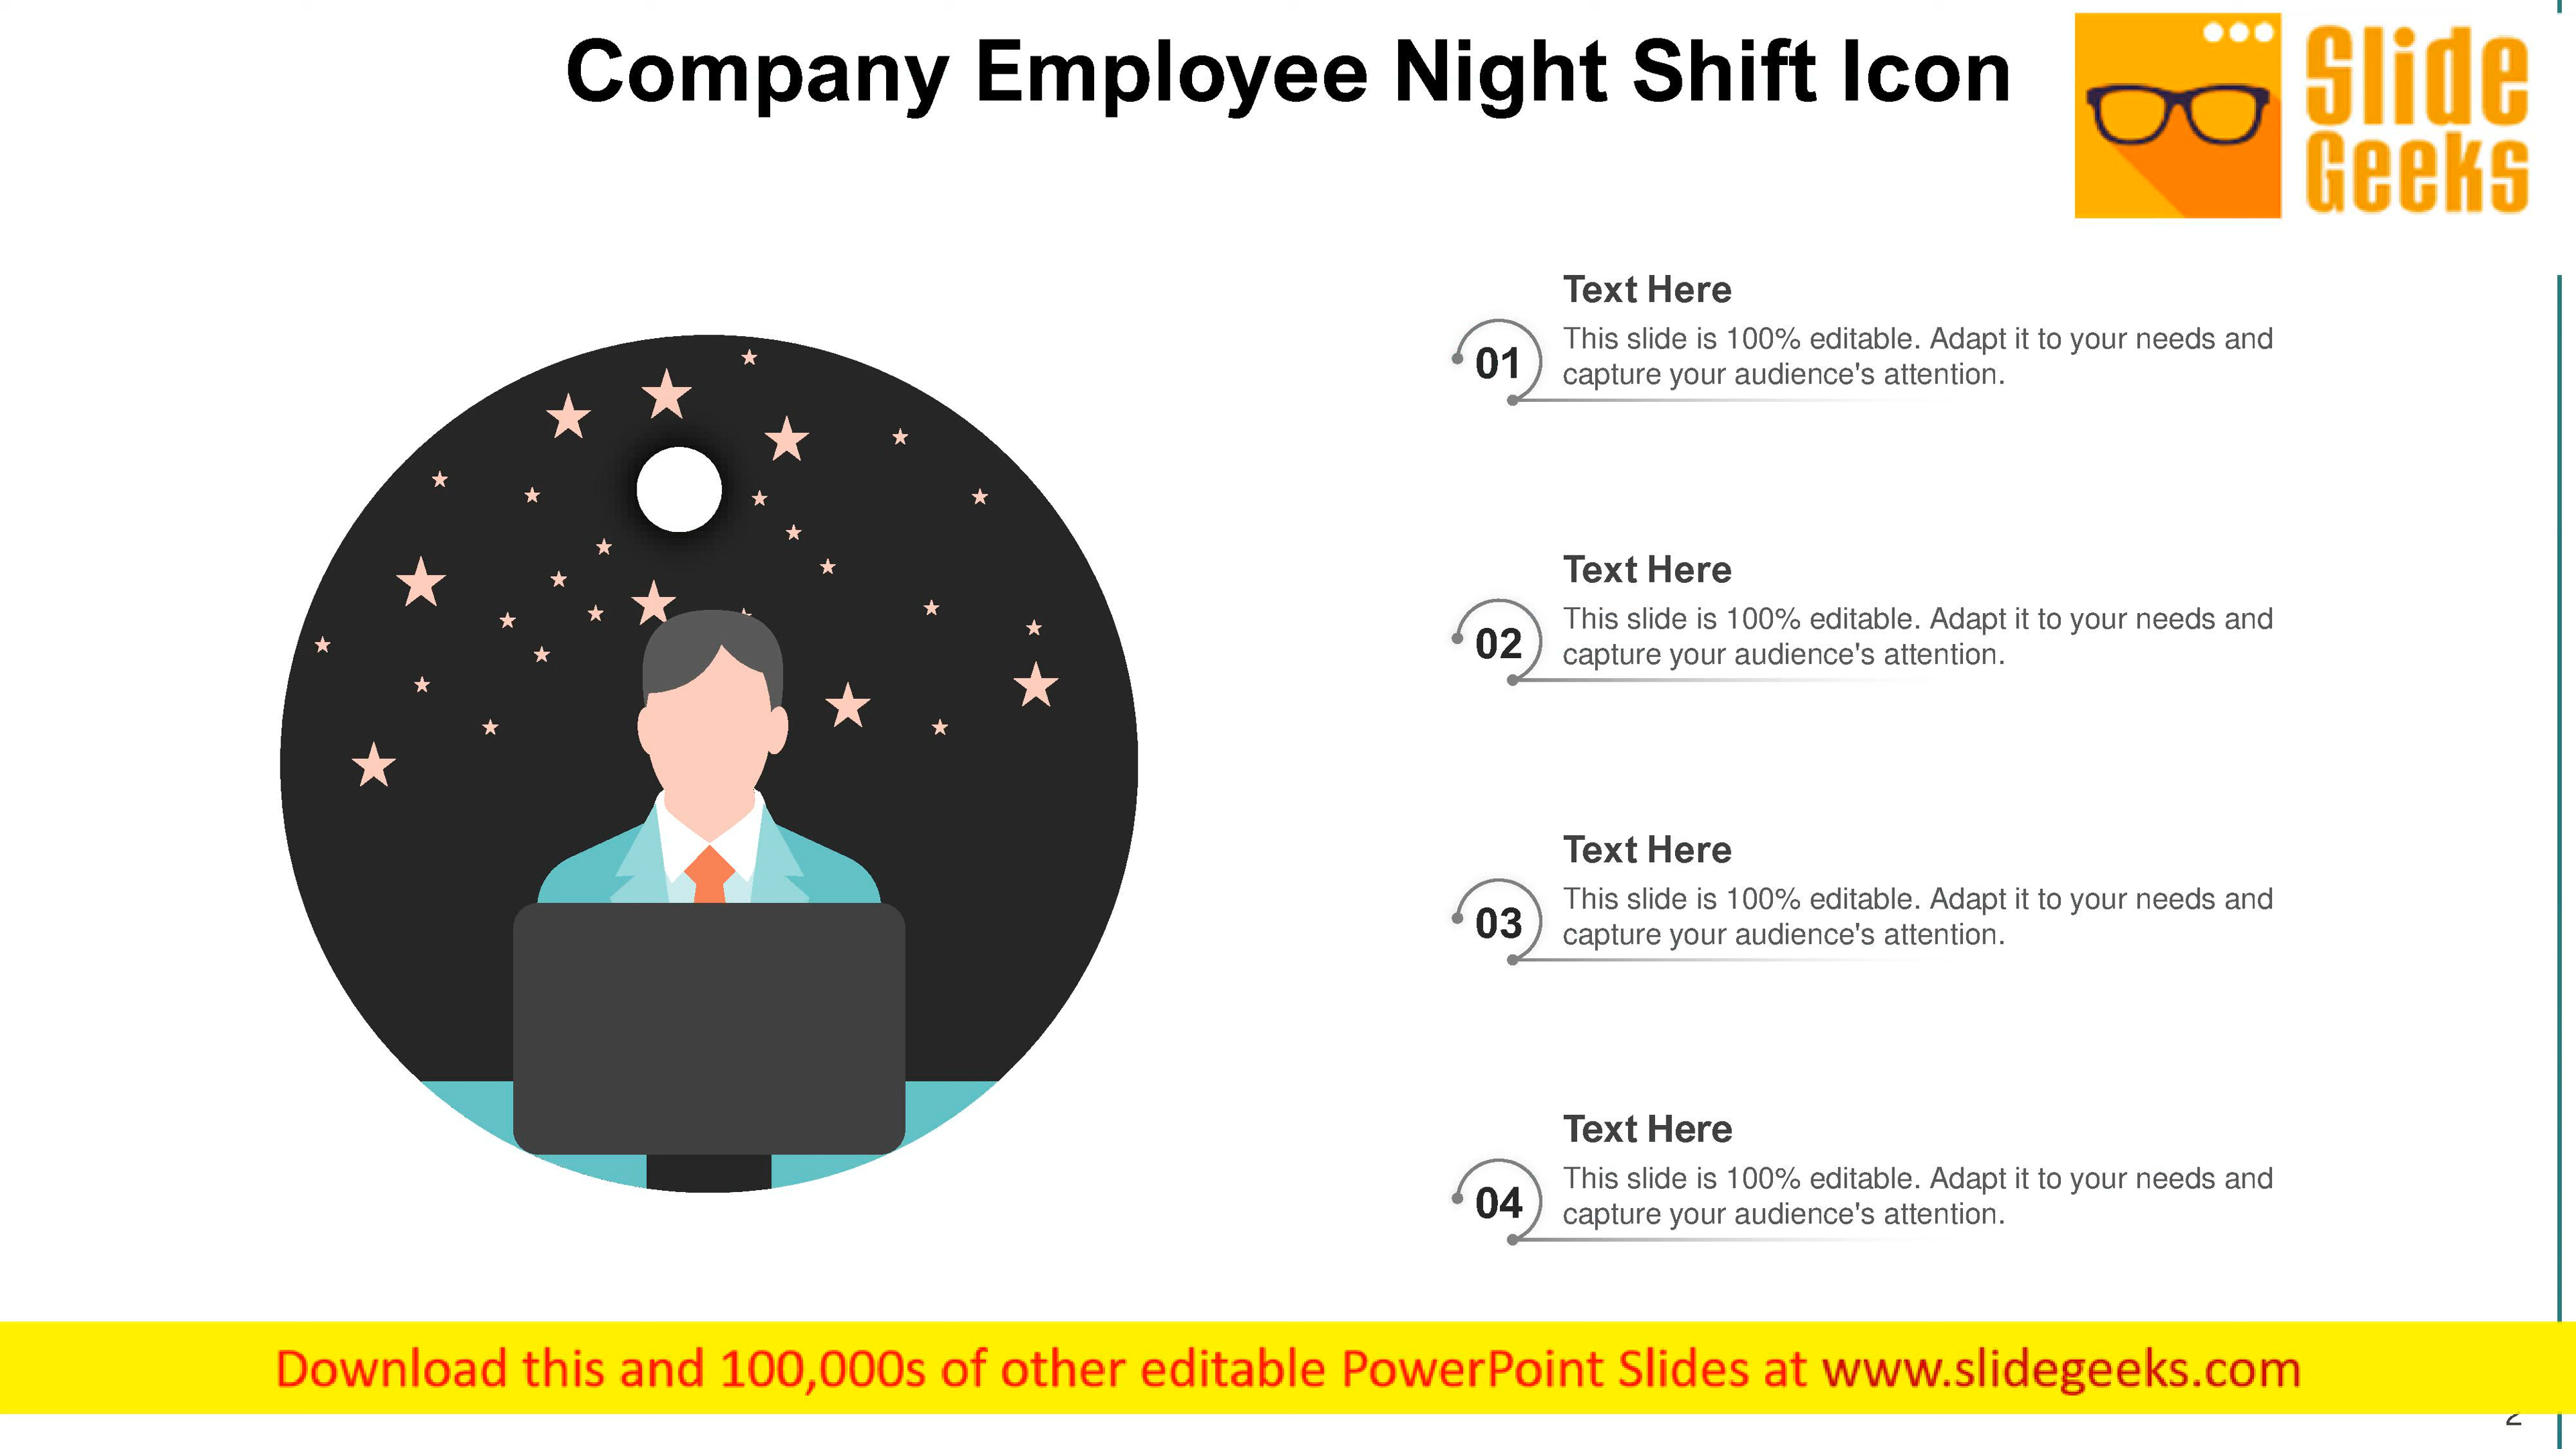 Company Employee Night Shift Icon
Slide
Geeks
Text Here
01
This slide is 100% editable. Adapt it to your needs and
capture your audience's attention.
Text Here
02
This slide is 100% editable. Adapt it to your needs and
capture your audience's attention.
Text Here
03
This slide is 100% editable. Adapt it to your needs and
capture your audience's attention.
Text Here
04
This slide is 100% editable. Adapt it to your needs and
capture your audience's attention.
Download this and 100,000s of other editable PowerPoint Slides at www.slidegeeks.com
2